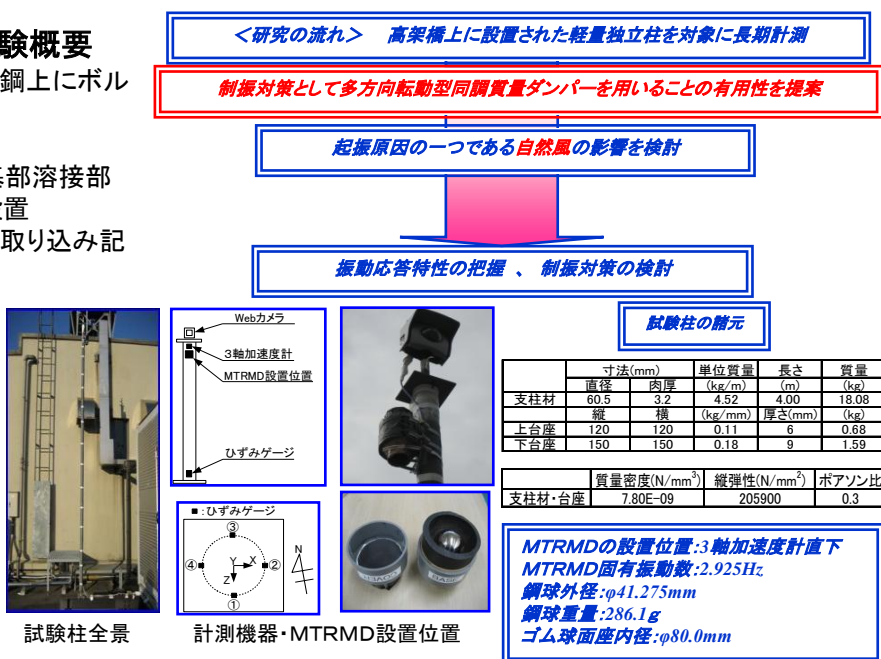 験概要
鋼上にボル
部溶接部
置
取り込み記
＜研究の流れ＞　高架橋上に設置された軽量独立柱を対象に長期計測
制振対策として多方向転動型同調質量ダンパーを用いることの有用性を提案
起振原因の一つである自然風の影響を検討
振動応答特性の把握 、 制振対策の検討
試験柱の諸元
寸法(mm) 単位質量 長さ 質量
直径 肉厚 (kg/m) (m) (kg)
支柱材 60.5 3.2 4.52 4.00 18.08
縦 横 (kg/mm) 厚さ(mm) (kg)
上台座 120 120 0.11 6 0.68
下台座 150 150 0.18 9 1.59
質量密度(N/mm³) 縦弾性(N/mm²) ポアソン比
支柱材・台座 7.80E-09 205900 0.3
Webカメラ
3軸加速度計
MTRMD設置位置
ひずみゲージ
■:ひずみゲージ
③
④ Y X ② N
Z
①
試験柱全景
計測機器・MTRMD設置位置
MTRMDの設置位置:3軸加速度計直下
MTRMD固有振動数:2.925Hz
鋼球外径:φ41.275mm
鋼球重量:286.1g
ゴム球面座内径:φ80.0mm